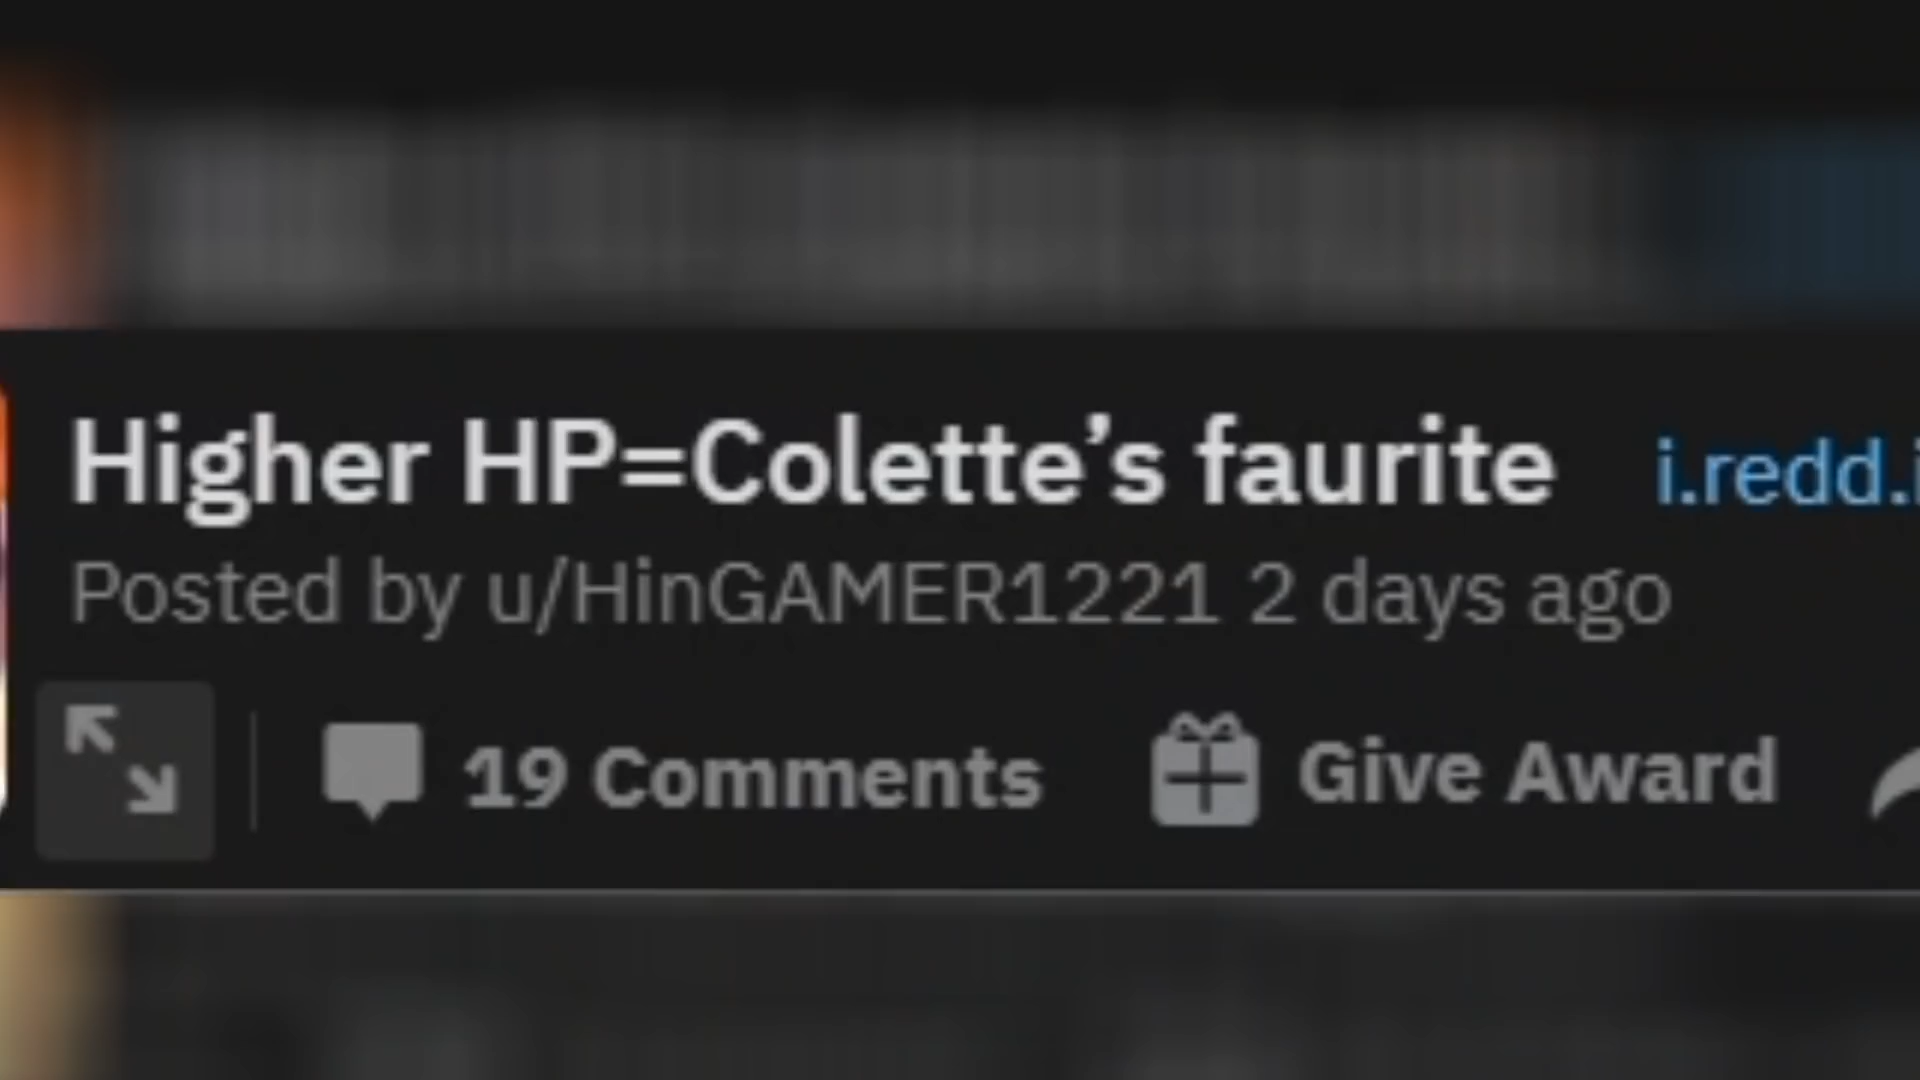 Higher HP=Colette’s faurite i.redd.i
Posted by u/HinGAMER1221 2 days ago
19 Comments Give Award